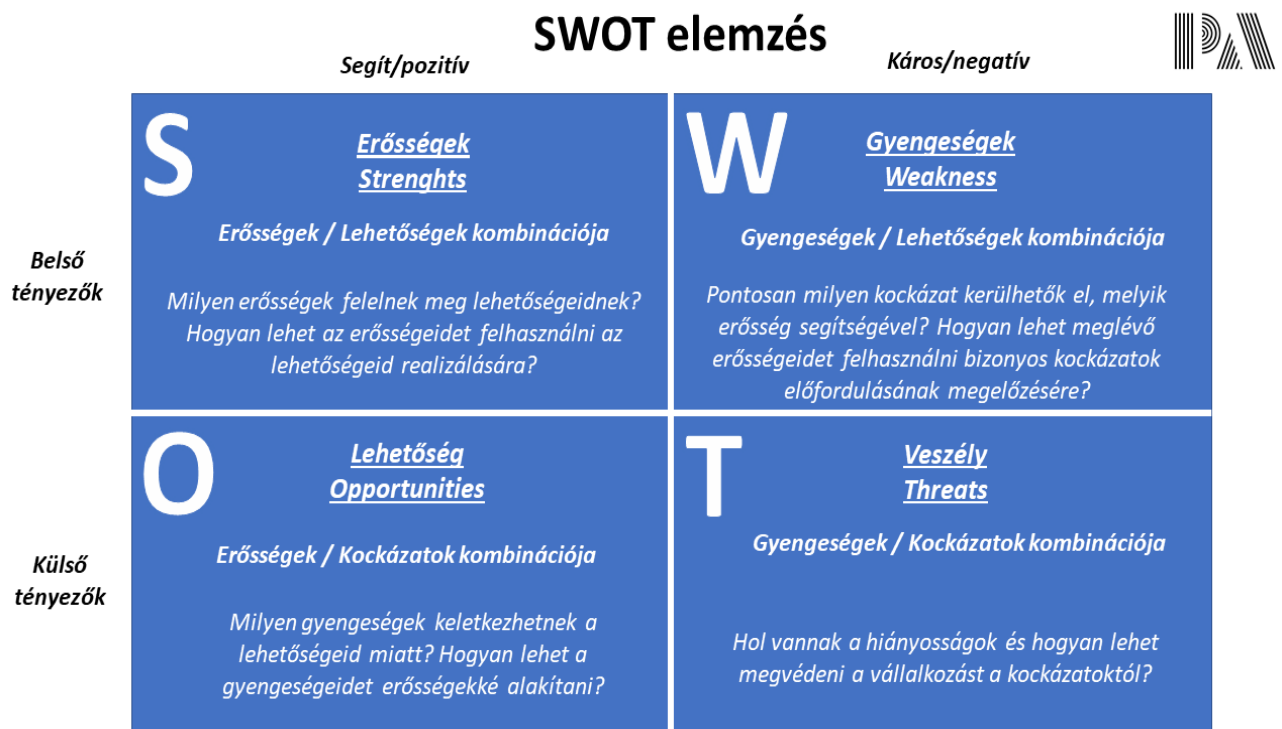 SWOT elemzés
PA
Segít/pozitív
Káros/negatív
Belső
tényezők
S
Erősségek
Strenghts
Erősségek / Lehetőségek kombinációja
Milyen erősségek felelnek meg lehetőségeidnek?
Hogyan lehet az erősségeidet felhasználni az
lehetőségeid realizálására?
W
Gyengeségek
Weakness
Gyengeségek / Lehetőségek kombinációja
Pontosan milyen kockázat kerülhetők el, melyik
erősség segítségével? Hogyan lehet meglévő
erősségeidet felhasználni bizonyos kockázatok
előfordulásának megelőzésére?
Külső
tényezők
O
Lehetőség
Opportunities
Erősségek / Kockázatok kombinációja
Milyen gyengeségek keletkezhetnek a
lehetőségeid miatt? Hogyan lehet a
gyengeségeidet erősségekké alakítani?
T
Veszély
Threats
Gyengeségek / Kockázatok kombinációja
Hol vannak a hiányosságok és hogyan lehet
megvédeni a vállalkozást a kockázatoktól?